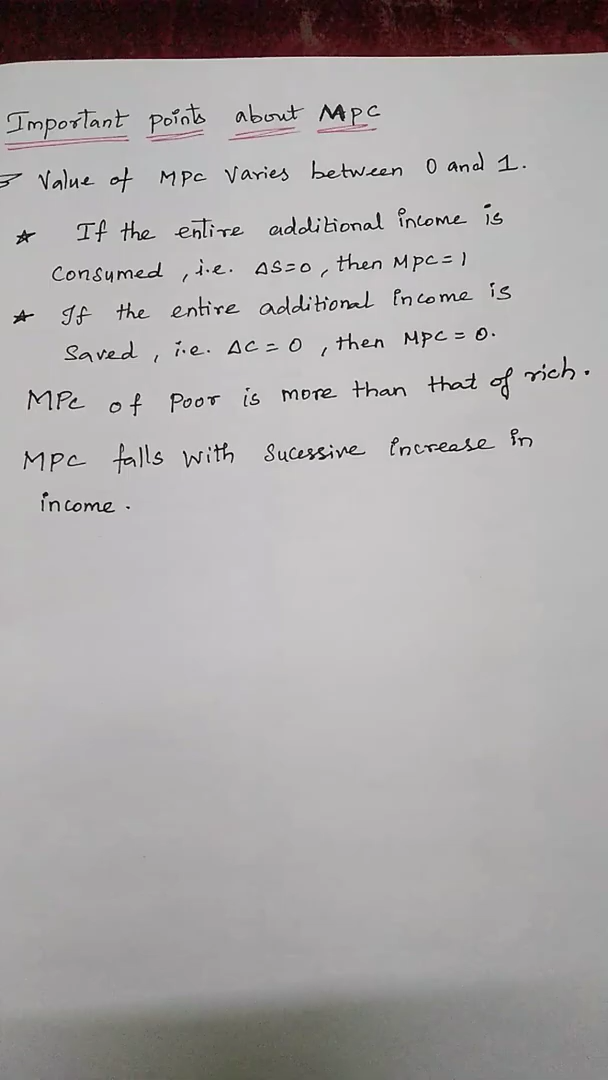 Important points about MPC
Value of MPC varies between 0 and 1.
☆ If the entire additional income is
consumed, i.e. ΔS=0, then MPC=1
☆ If the entire additional income is
saved, i.e. ΔC=0, then MPC=0.
MPC of poor is more than that of rich.
MPC falls with sucessive increase in
income.